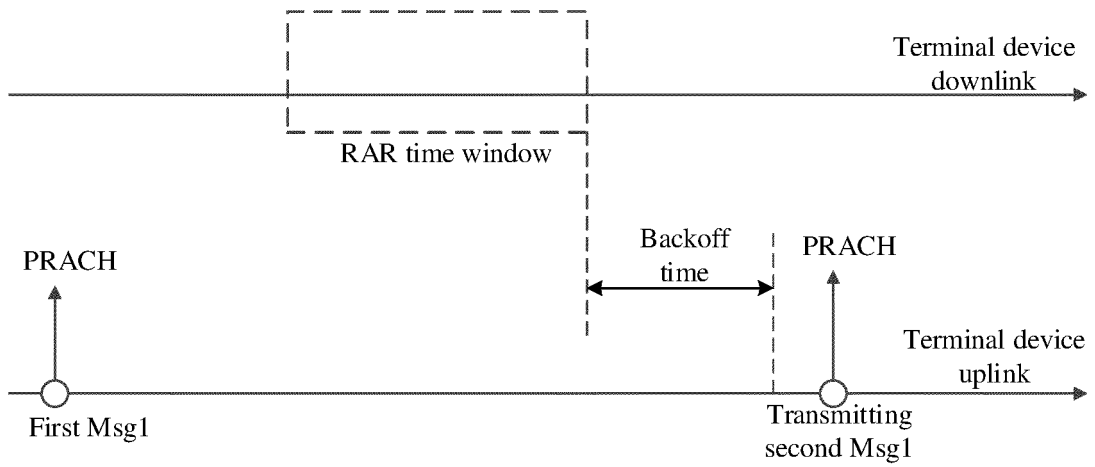 Terminal device
downlink
RAR time window
PRACH
Backoff
time
PRACH
Terminal device
uplink
First Msg1
Transmitting
second Msg1